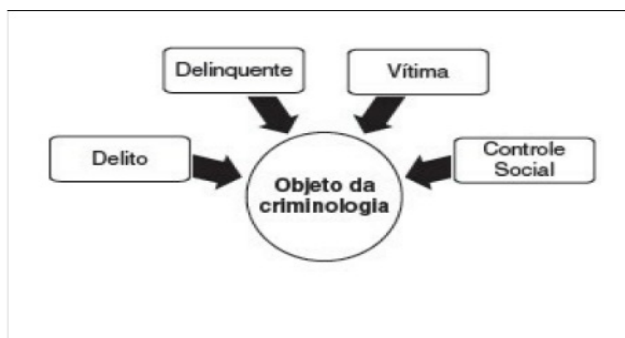 Delinquente
Vítima
Delito
Controle
Social
Objeto da
criminologia